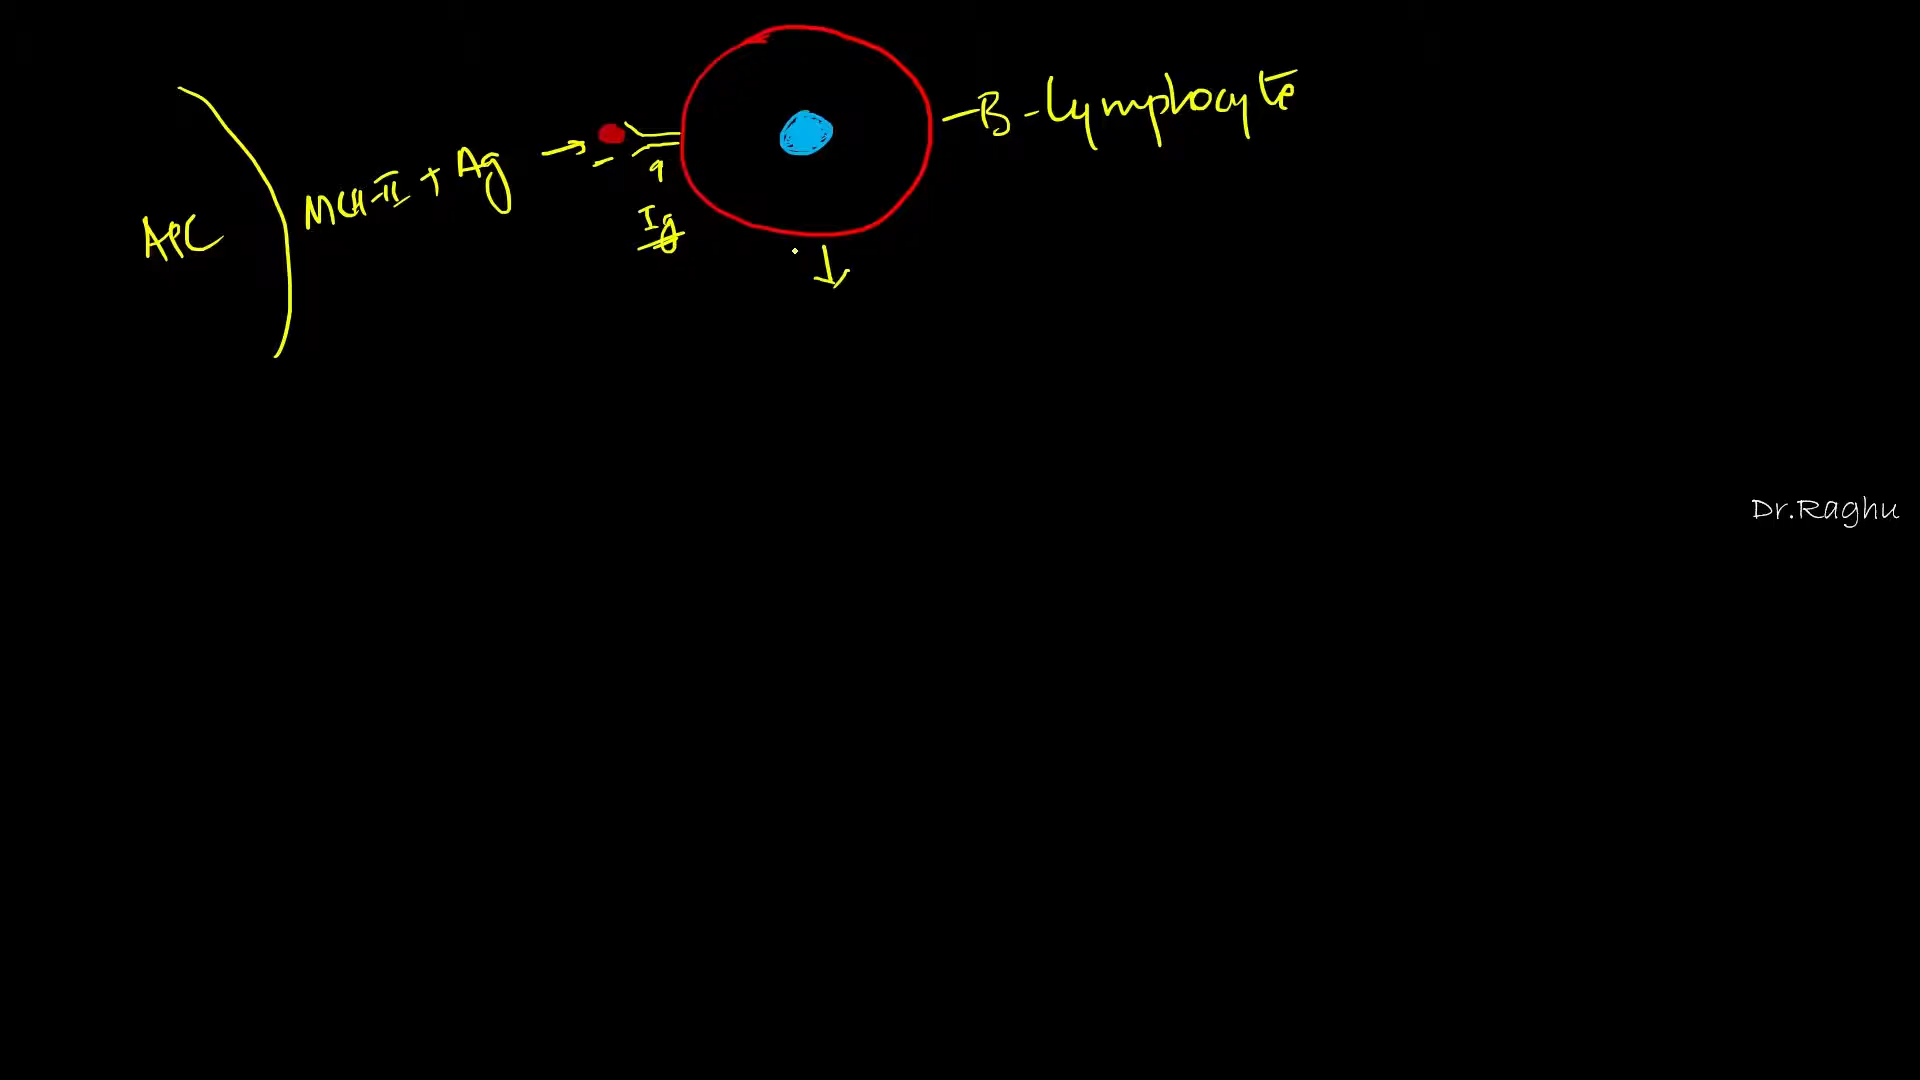 B-Lymphocyte
APC
MCH-II + Ag →
Ig
Dr.Raghu